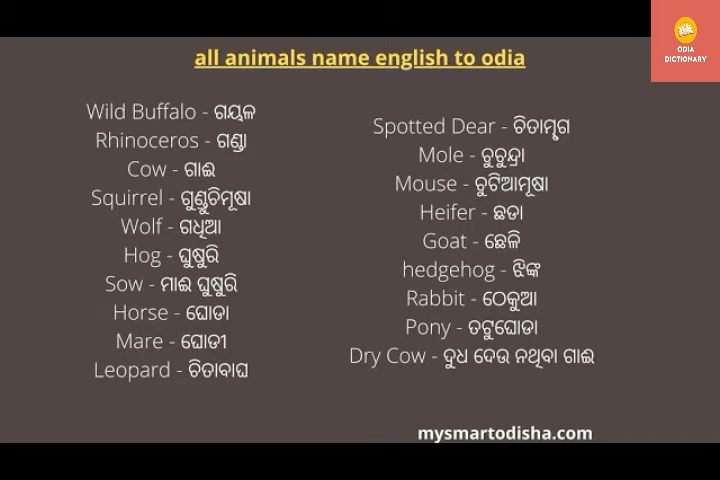 ODIA
DICTIONARY
all animals name english to odia
Wild Buffalo - ଗୟଳ
Rhinoceros - ଗଣ୍ଡା
Cow - ଗାଈ
Squirrel - ଗୁଣ୍ଡୁଚିମୂଷା
Wolf - ଗଧିଆ
Hog - ଘୁଷୁରି
Sow - ମାଈ ଘୁଷୁରି
Horse - ଘୋଡା
Mare - ଘୋଡୀ
Leopard - ଚିତାବାଘ
Spotted Dear - ଚିତାମୃଗ
Mole - ଚୁଚୁନ୍ଦ୍ରା
Mouse - ଚୁଟିଆମୂଷା
Heifer - ଛଡା
Goat - ଛେଳି
hedgehog - ଝିଙ୍କ
Rabbit - ଠେକୁଆ
Pony - ତଟୁଘୋଡା
Dry Cow - ଦୁଧ ଦେଉ ନଥିବା ଗାଈ
mysmartodisha.com